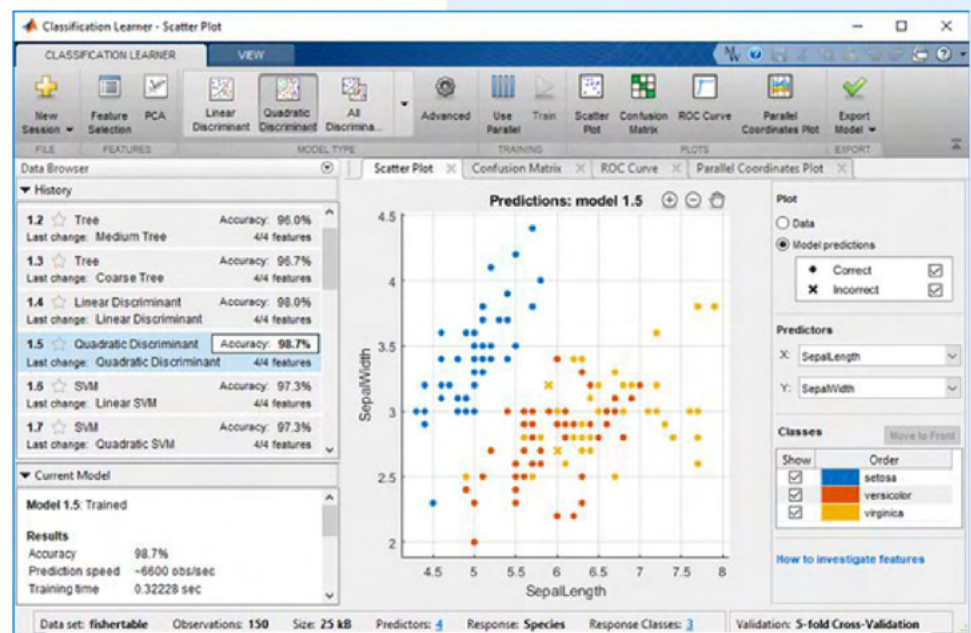 Classification Learner - Scatter Plot
CLASSIFICATION LEARNER VIEW
New Session Feature Selection PCA Linear Discriminant Quadratic Discriminant All Discrimina... Advanced Use Parallel Train Scatter Plot Confusion Matrix ROC Curve Parallel Coordinates Plot Export Model
FILE FEATURES MODEL TYPE TRAINING PLOTS EXPORT
Data Browser
History
1.2 Tree Accuracy: 96.0%
Last change: Medium Tree 4/4 features
1.3 Tree Accuracy: 96.7%
Last change: Coarse Tree 4/4 features
1.4 Linear Discriminant Accuracy: 98.0%
Last change: Linear Discriminant 4/4 features
1.5 Quadratic Discriminant Accuracy: 98.7%
Last change: Quadratic Discriminant 4/4 features
1.6 SVM Accuracy: 97.3%
Last change: Linear SVM 4/4 features
1.7 SVM Accuracy: 97.3%
Last change: Quadratic SVM 4/4 features
Current Model
Model 1.5: Trained
Results
Accuracy 98.7%
Prediction speed ~6600 obs/sec
Training time 0.32228 sec
Scatter Plot Confusion Matrix ROC Curve Parallel Coordinates Plot
Predictions: model 1.5
4.5
4
3.5
3
2.5
2
SepalWidth
4.5 5 5.5 6 6.5 7 7.5 8
SepalLength
Plot
Data
Model predictions
Correct
Incorrect
Predictors
X: SepalLength
Y: SepalWidth
Classes Move to Front
Show Order
setosa
versicolor
virginica
How to investigate features
Data set: fishertable Observations: 150 Size: 25 kB Predictors: 4 Response: Species Response Classes: 3 Validation: 5-fold Cross-Validation